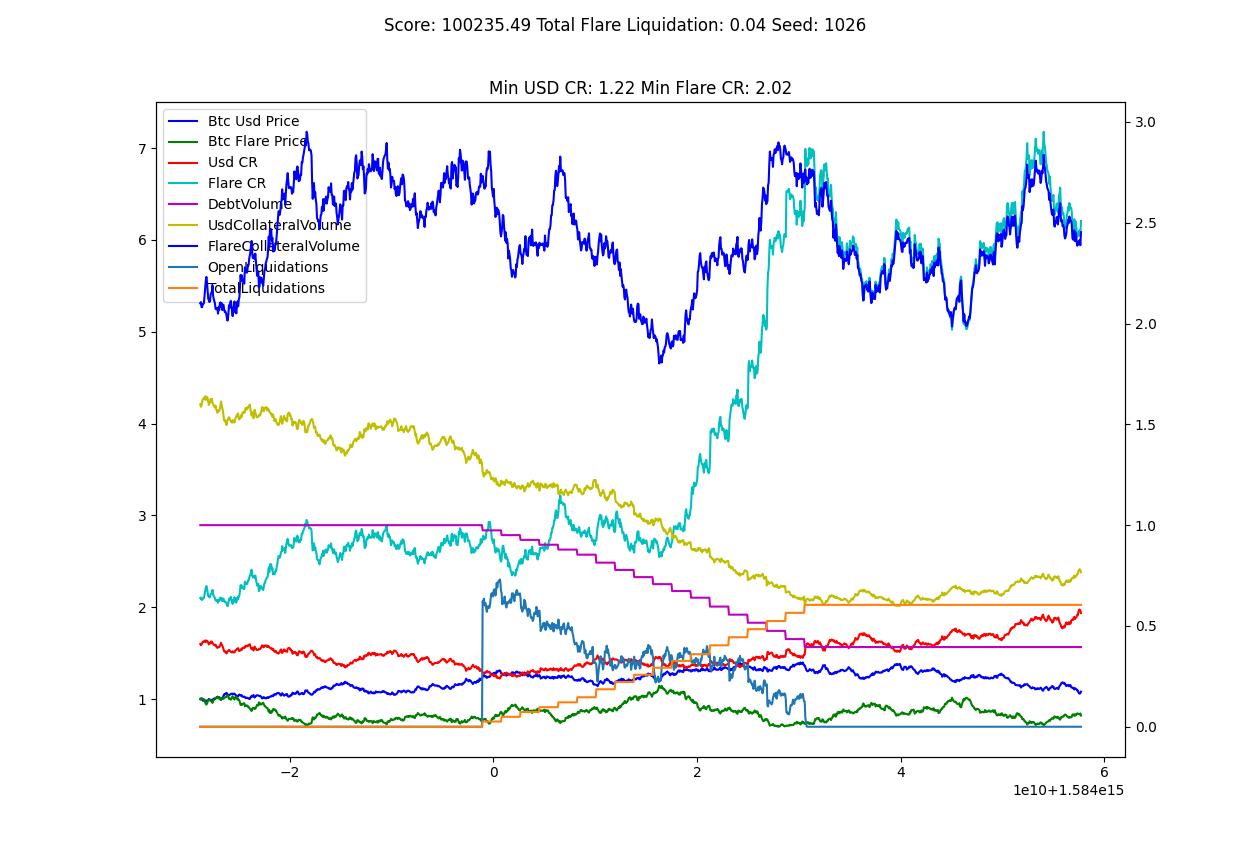 Score: 100235.49 Total Flare Liquidation: 0.04 Seed: 1026
Min USD CR: 1.22 Min Flare CR: 2.02
Btc Usd Price
Btc Flare Price
Usd CR
Flare CR
DebtVolume
UsdCollateralVolume
FlareCollateralVolume
OpenLiquidations
TotalLiquidations
7
6
5
4
3
2
1
3.0
2.5
2.0
1.5
1.0
0.5
0.0
−2
0
2
4
6
1e10+1.584e15